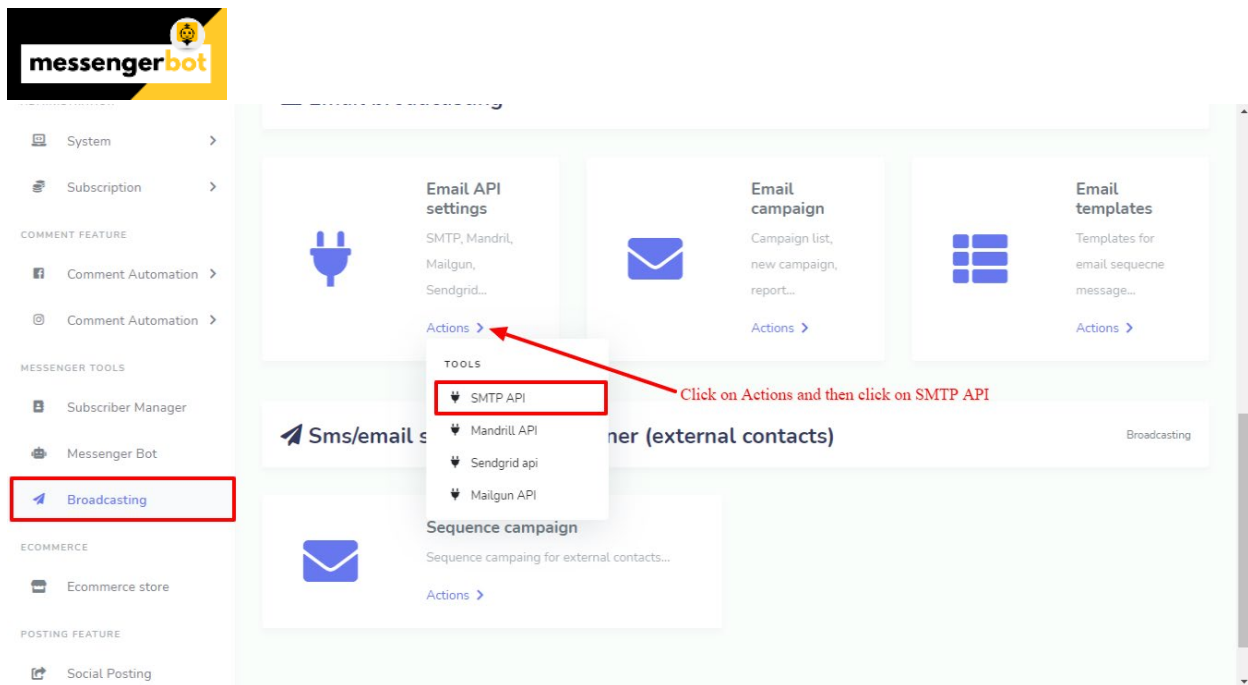 messengerbot
System
Subscription
COMMENT FEATURE
Comment Automation
Comment Automation
MESSENGER TOOLS
Subscriber Manager
Messenger Bot
Broadcasting
ECOMMERCE
Ecommerce store
POSTING FEATURE
Social Posting
Email broadcasting
Email API
settings
SMTP, Mandril,
Mailgun,
Sendgrid...
Actions
Email
campaign
Campaign list,
new campaign,
report...
Actions
Email
templates
Templates for
email sequecne
message...
Actions
TOOLS
SMTP API
Mandrill API
Sendgrid api
Mailgun API
Click on Actions and then click on SMTP API
Sms/email s ner (external contacts)
Broadcasting
Sequence campaign
Sequence campaing for external contacts...
Actions